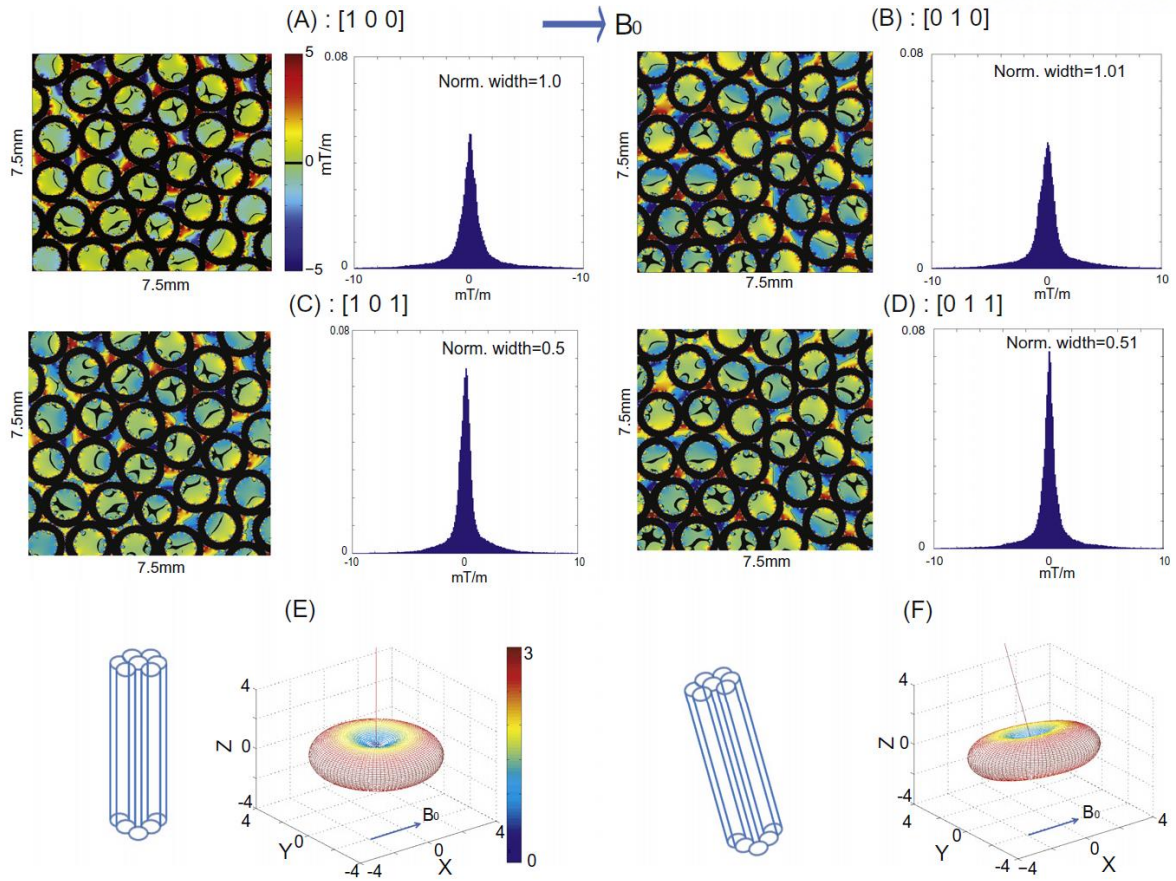 (A) : [1 0 0]
B₀
(B) : [0 1 0]
7.5mm
7.5mm
5
0
−5
mT/m
0.08
0
Norm. width=1.0
-10
0
-10
mT/m
7.5mm
7.5mm
0.08
0
Norm. width=1.01
-10
0
10
mT/m
(C) : [1 0 1]
(D) : [0 1 1]
7.5mm
7.5mm
0.08
0
Norm. width=0.5
-10
0
10
mT/m
7.5mm
7.5mm
0.08
0
Norm. width=0.51
-10
0
10
mT/m
(E)
4
2
0
-2
-4
Z
Y
0
-4
-4
0
4
X
B₀
3
0
(F)
4
2
0
-2
-4
Z
4
0
Y
-4
−4
0
4
X
B₀